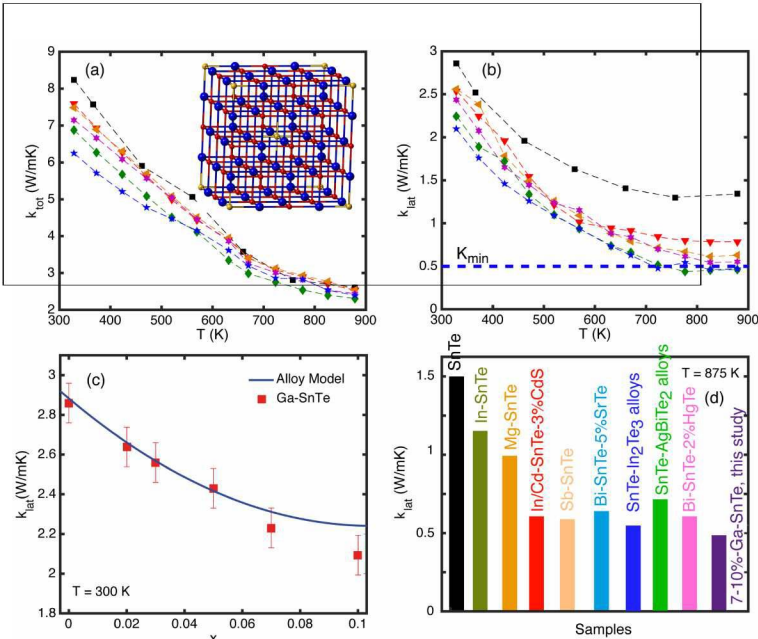 (a)
9
8
7
6
5
4
3
2
k_tot (W/mK)
300 400 500 600 700 800 900
T (K)
(b)
3
2.5
2
1.5
1
0.5
0
k_lat (W/mK)
K_min
300 400 500 600 700 800 900
T (K)
(c)
Alloy Model
Ga-SnTe
3
2.8
2.6
2.4
2.2
2
1.8
k_lat (W/mK)
T = 300 K
0 0.02 0.04 0.06 0.08 0.1
(d)
T = 875 K
1.5
1
0.5
0
k_lat (W/mK)
SnTe
In-SnTe
Mg-SnTe
In/Cd-SnTe-3%CdS
Sb-SnTe
Bi-SnTe-5%SrTe
SnTe-In2Te3 alloys
SnTe-AgBiTe2 alloys
Bi-SnTe-2%HgTe
7-10%-Ga-SnTe, this study
Samples